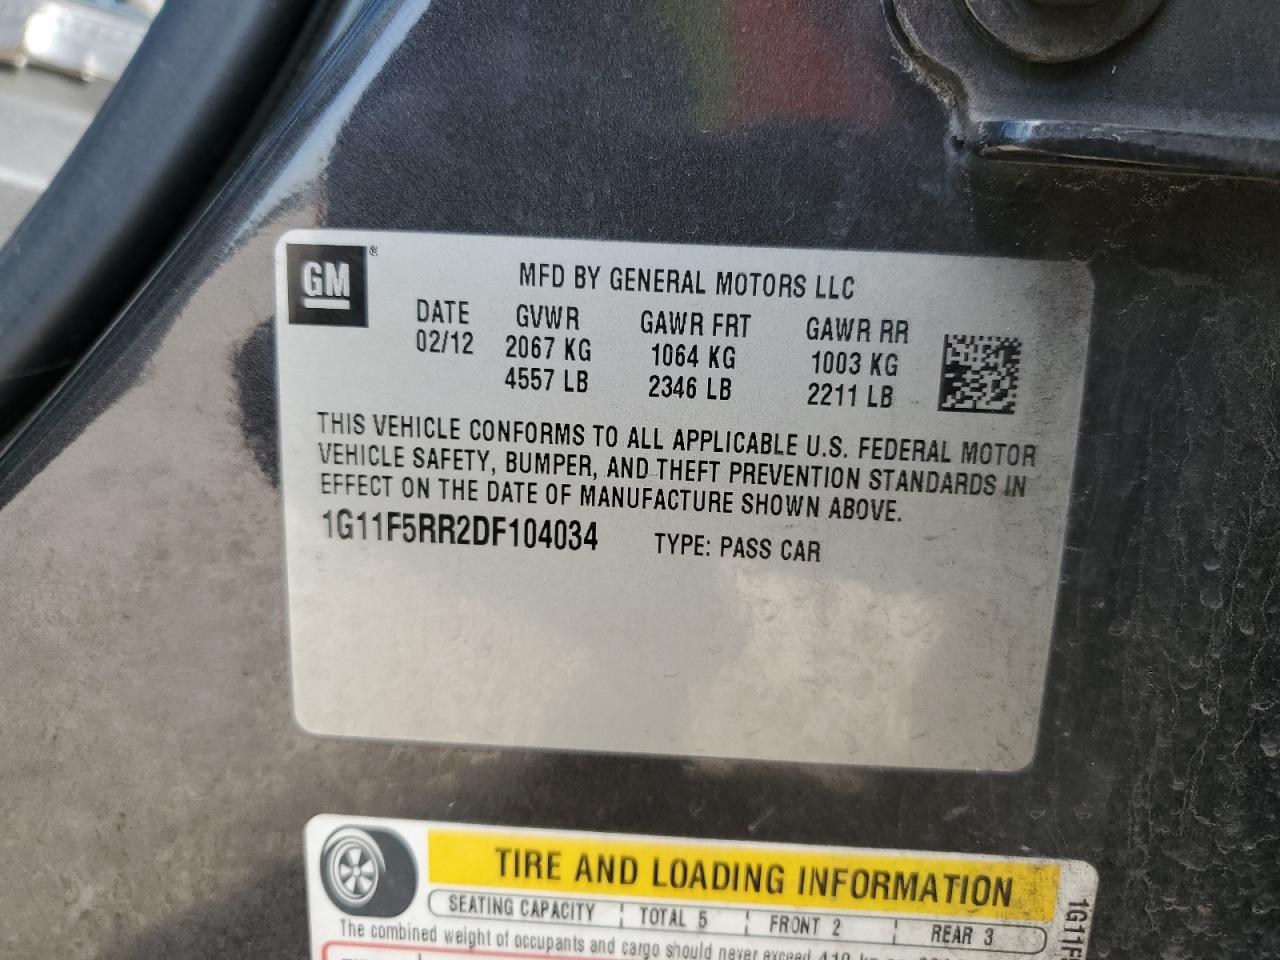 GM®
MFD BY GENERAL MOTORS LLC
DATE GVWR GAWR FRT GAWR RR
02/12 2067 KG 1064 KG 1003 KG
4557 LB 2346 LB 2211 LB
THIS VEHICLE CONFORMS TO ALL APPLICABLE U.S. FEDERAL MOTOR
VEHICLE SAFETY, BUMPER, AND THEFT PREVENTION STANDARDS IN
EFFECT ON THE DATE OF MANUFACTURE SHOWN ABOVE.
1G11F5RR2DF104034 TYPE: PASS CAR
TIRE AND LOADING INFORMATION
SEATING CAPACITY TOTAL 5 FRONT 2 REAR 3
The combined weight of occupants and cargo should never exceed
1G11F5